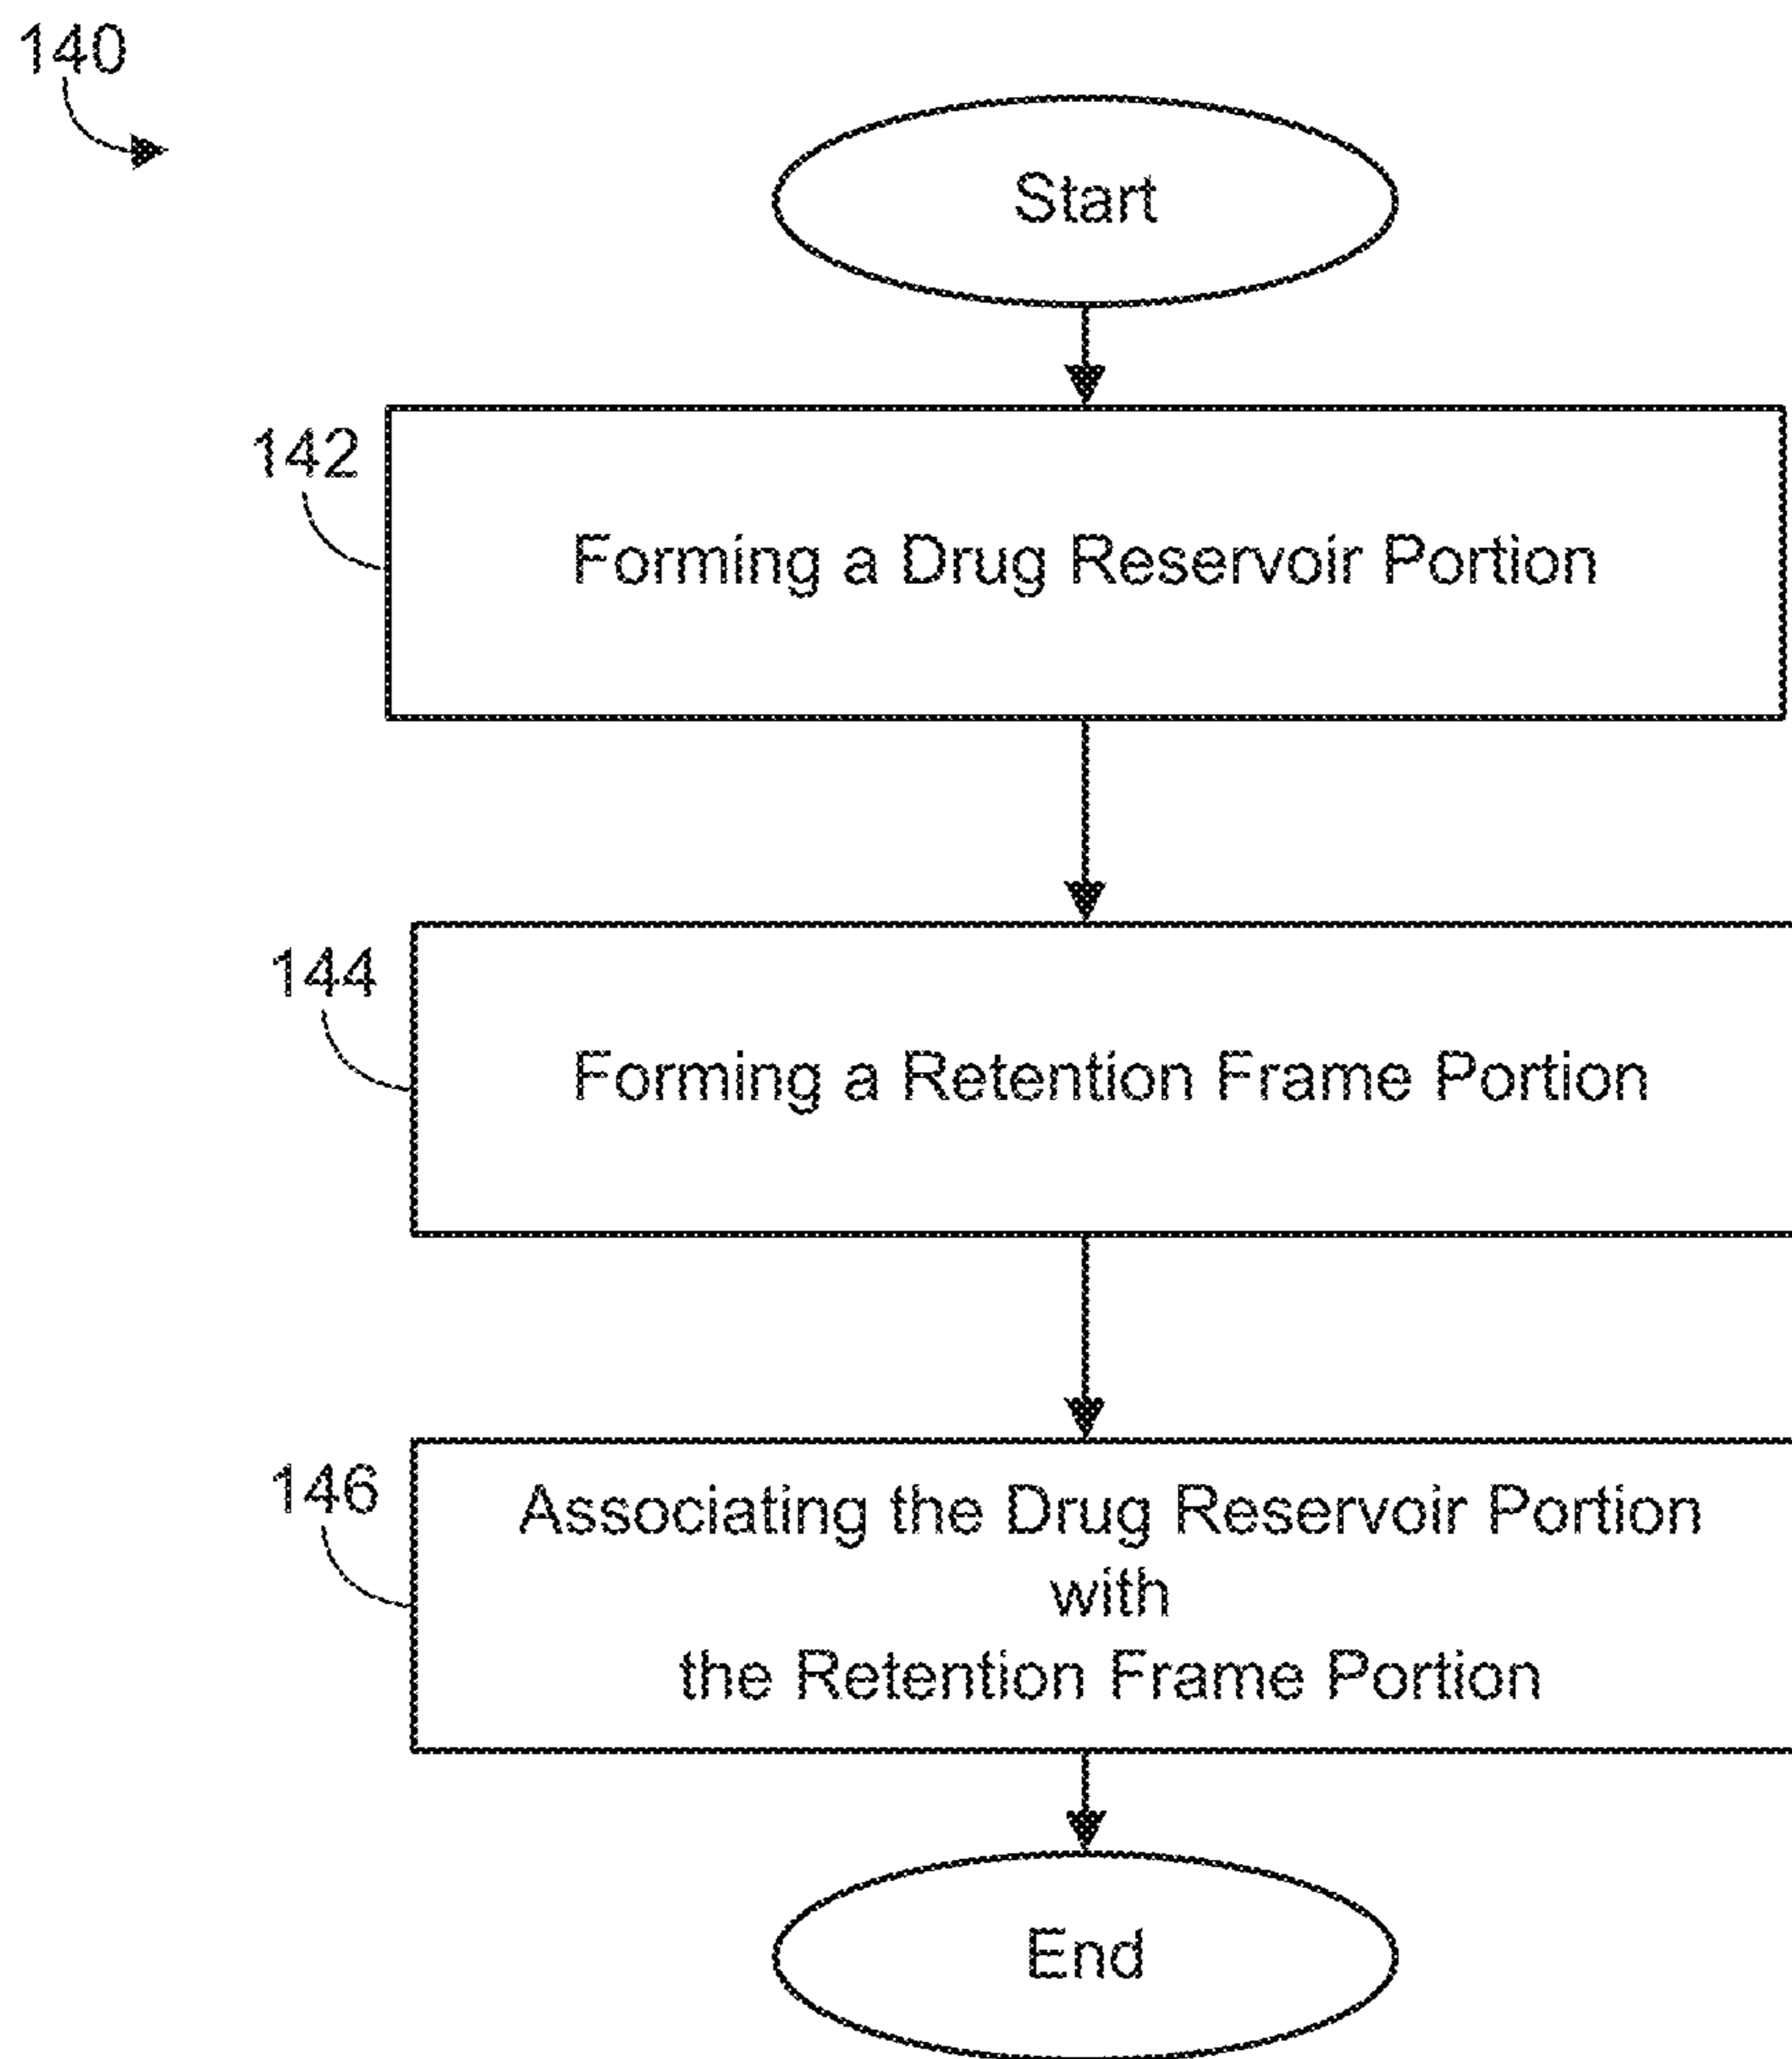 140
Start
142
Forming a Drug Reservoir Portion
144
Forming a Retention Frame Portion
146
Associating the Drug Reservoir Portion
with
the Retention Frame Portion
End